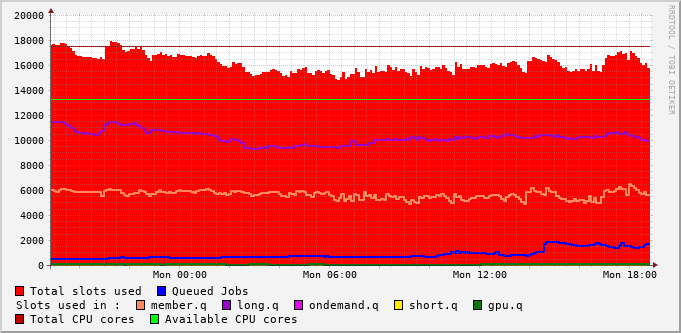 20000
18000
16000
14000
12000
10000
8000
6000
4000
2000
0
Mon 00:00 Mon 06:00 Mon 12:00 Mon 18:00
RRDTOOL / TOBI OETIKER
Total slots used Queued Jobs
Slots used in : member.q long.q ondemand.q short.q gpu.q
Total CPU cores Available CPU cores